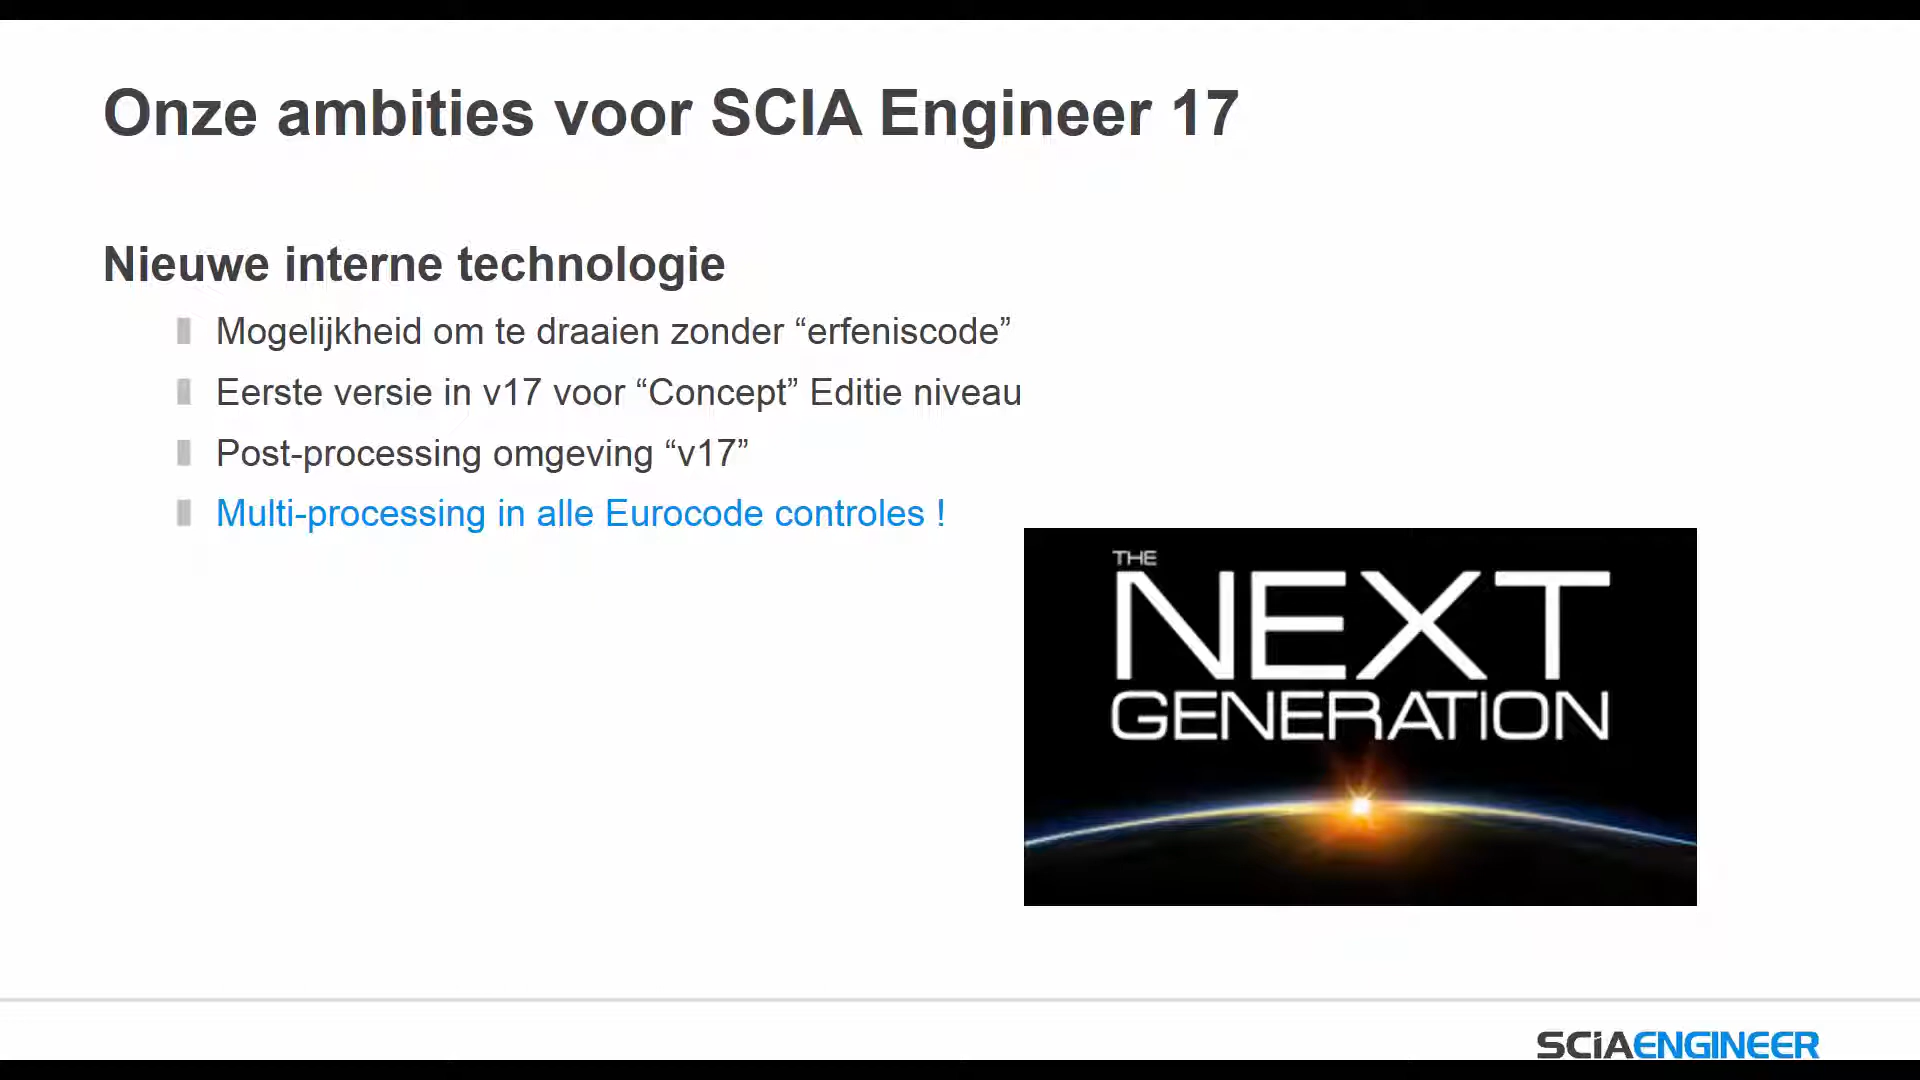 Onze ambities voor SCIA Engineer 17
Nieuwe interne technologie
Mogelijkheid om te draaien zonder “erfeniscode”
Eerste versie in v17 voor “Concept” Editie niveau
Post-processing omgeving “v17”
Multi-processing in alle Eurocode controles !
THE
NEXT
GENERATION
SCIAENGINEER